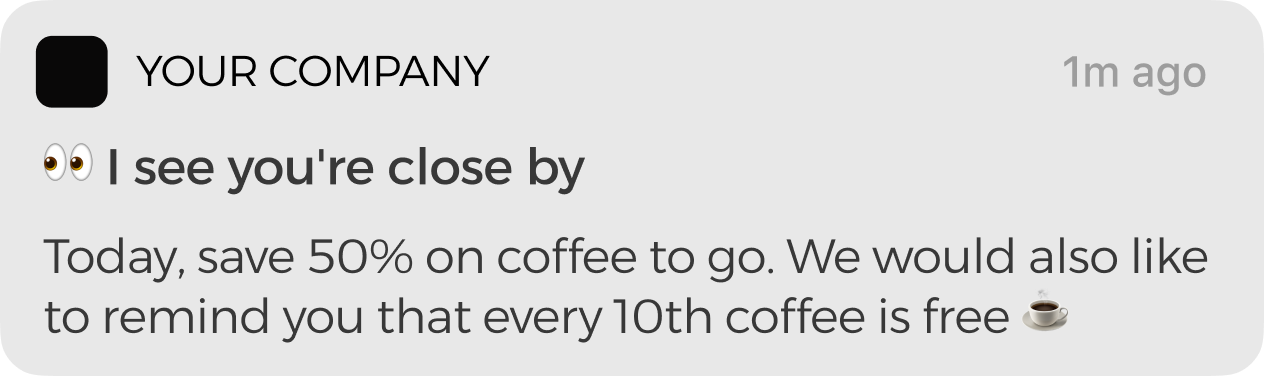 YOUR COMPANY
1m ago
👀 I see you're close by
Today, save 50% on coffee to go. We would also like
to remind you that every 10th coffee is free ☕